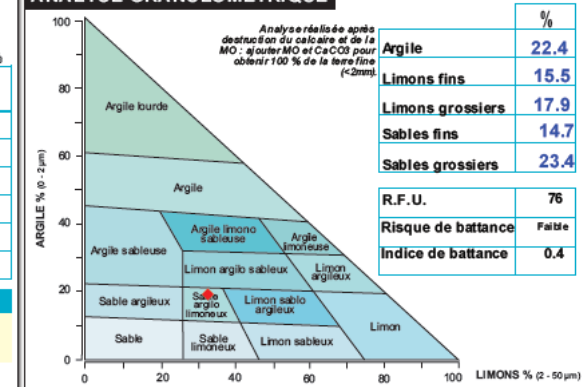 ANALYSE GRANULOMETRIQUE
Analyse réalisée après
destruction du calcaire et de la
MO : ajouter MO et CaCO3 pour
obtenir 100 % de la terre fine
(<2mm).
%
Argile 22.4
Limons fins 15.5
Limons grossiers 17.9
Sables fins 14.7
Sables grossiers 23.4
R.F.U. 76
Risque de battance Faible
Indice de battance 0.4
ARGILE % (0 - 2 µm)
100
80
60
40
20
0
Argile lourde
Argile
Argile limono
sableuse
Argile
limoneuse
Argile sableuse
Limon argilo sableux
Limon
argileux
Sable argileux
Sable
argilo
limoneux
Limon sablo
argileux
Limon
Sable
Sable
limoneux
Limon sableux
0 20 40 60 80 100
LIMONS % (2 - 50 µm)